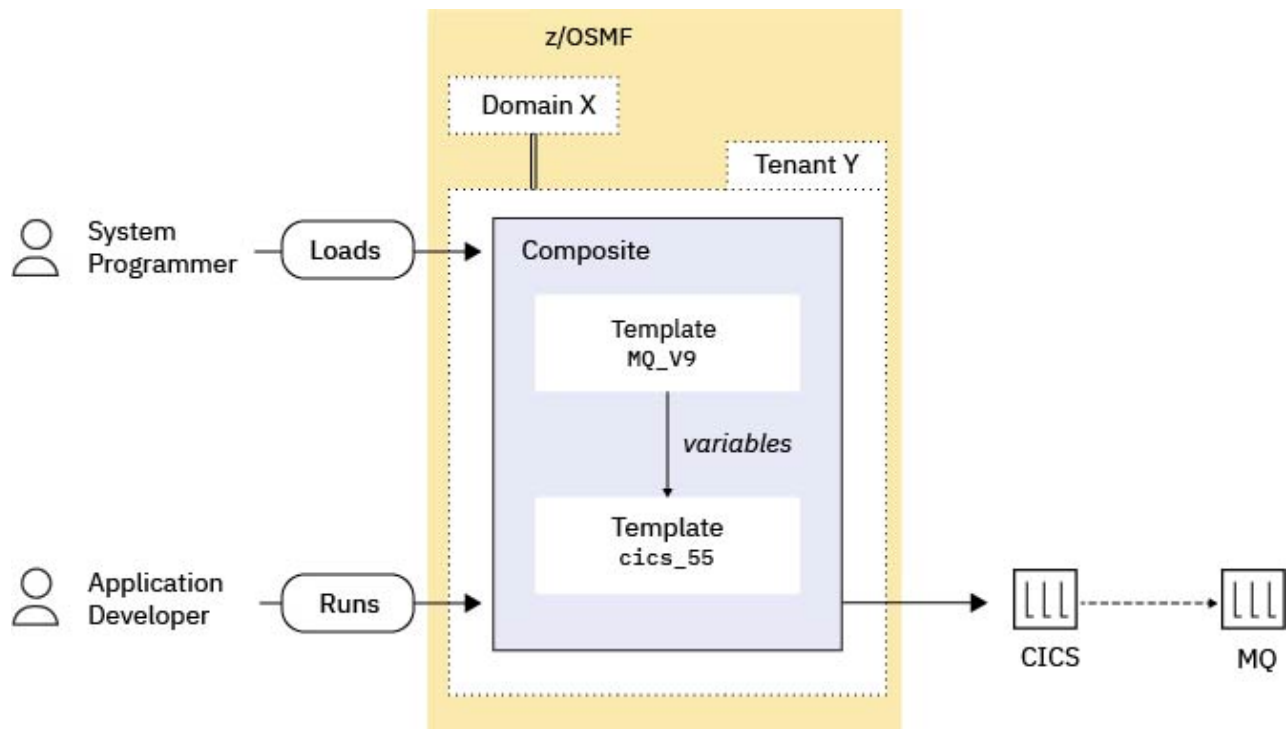 z/OSMF
Domain X
Tenant Y
System
Programmer
Loads
Composite
Template
MQ_V9
variables
Template
cics_55
Application
Developer
Runs
CICS
MQ